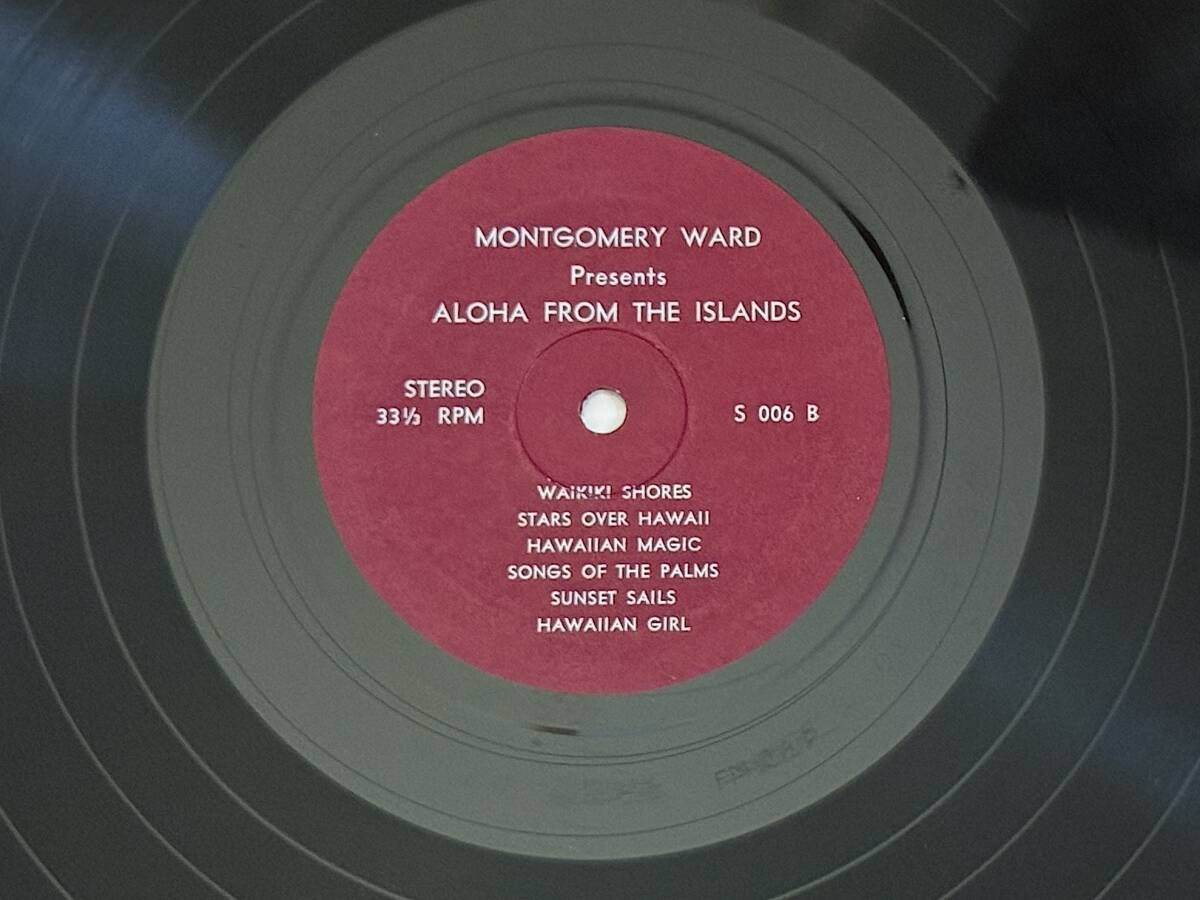 MONTGOMERY WARD
Presents
ALOHA FROM THE ISLANDS
STEREO
33⅓ RPM
S 006 B
WAIKIKI SHORES
STARS OVER HAWAII
HAWAIIAN MAGIC
SONGS OF THE PALMS
SUNSET SAILS
HAWAIIAN GIRL